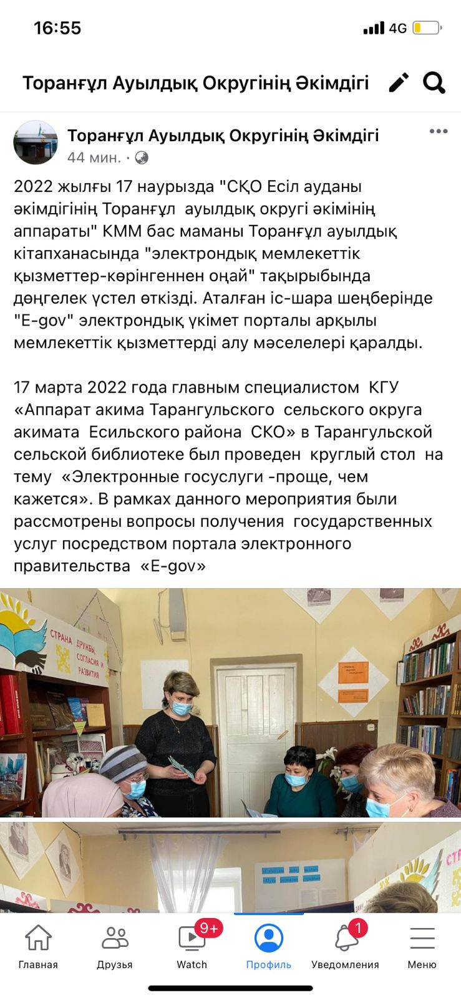 16:55
4G
Торанғұл Ауылдық Округінің Әкімдігі
Торанғұл Ауылдық Округінің Әкімдігі
44 мин. ·
2022 жылғы 17 наурызда "СҚО Есіл ауданы
әкімдігінің Торанғұл  ауылдық округі әкімінің
аппараты" КММ бас маманы Торанғұл ауылдық
кітапханасында "электрондық мемлекеттік
қызметтер-көрінгеннен оңай" тақырыбында
дөңгелек үстел өткізді. Аталған іс-шара шеңберінде
"E-gov" электрондық үкімет порталы арқылы
мемлекеттік қызметтерді алу мәселелері қаралды.
17 марта 2022 года главным специалистом  КГУ
«Аппарат акима Тарангульского  сельского округа
акимата  Есильского района  СКО» в Тарангульской
сельской библиотеке был проведен  круглый стол  на
тему  «Электронные госуслуги -проще, чем
кажется». В рамках данного мероприятия были
рассмотрены вопросы получения  государственных
услуг посредством портала электронного
правительства  «E-gov»
СТРАНА ДРУЖБЫ,
СОГЛАСИЯ И
РАЗВИТИЯ
9+
1
Главная
Друзья
Watch
Профиль
Уведомления
Меню